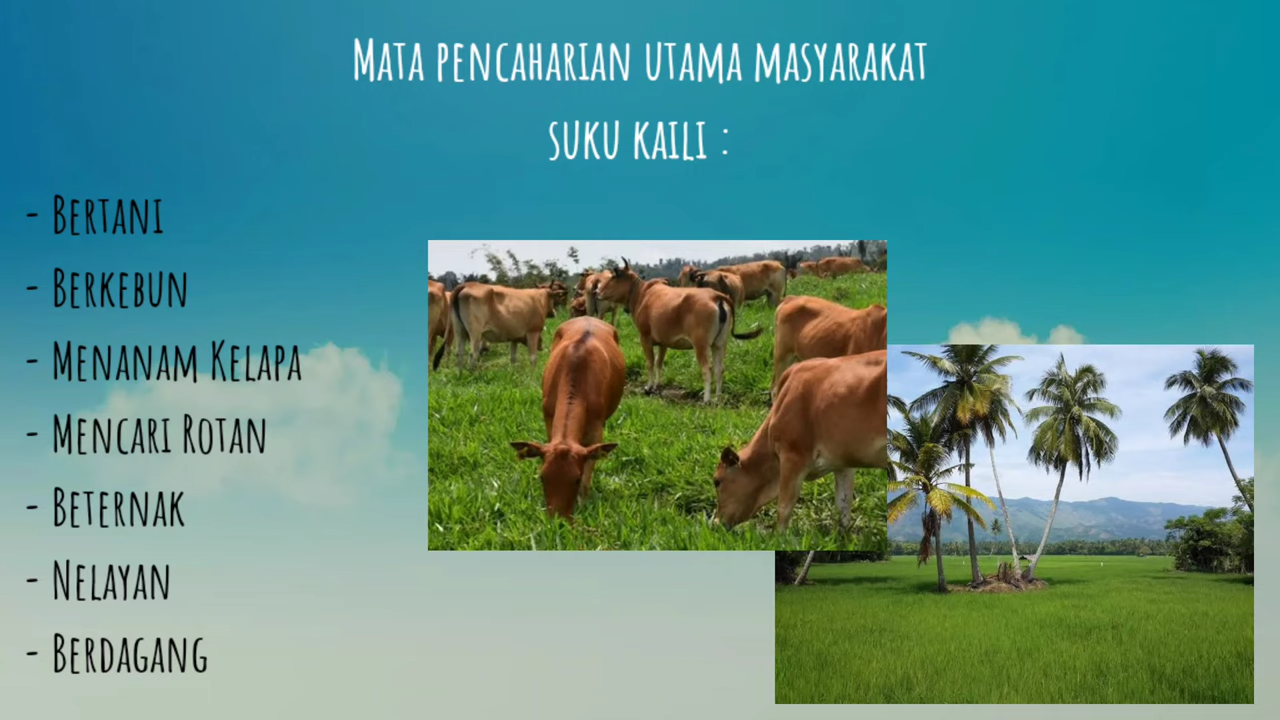 Mata pencaharian utama masyarakat
suku kaili :
- Bertani
- Berkebun
- Menanam Kelapa
- Mencari Rotan
- Beternak
- Nelayan
- Berdagang